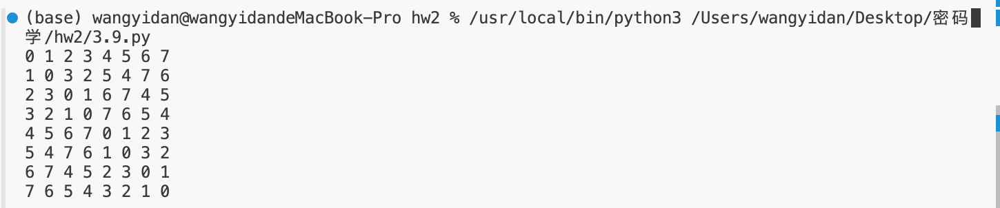 (base) wangyidan@wangyidandeMacBook-Pro hw2 % /usr/local/bin/python3 /Users/wangyidan/Desktop/密码
学/hw2/3.9.py
0 1 2 3 4 5 6 7
1 0 3 2 5 4 7 6
2 3 0 1 6 7 4 5
3 2 1 0 7 6 5 4
4 5 6 7 0 1 2 3
5 4 7 6 1 0 3 2
6 7 4 5 2 3 0 1
7 6 5 4 3 2 1 0